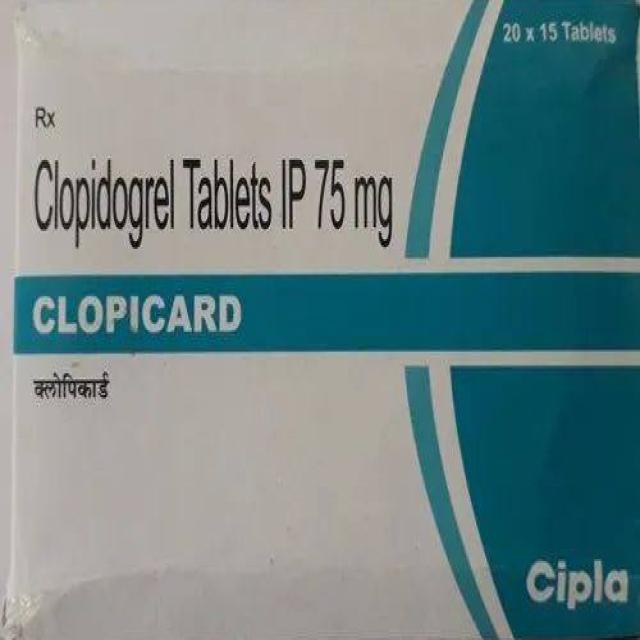 20 x 15 Tablets
Rx
Clopidogrel Tablets IP 75 mg
CLOPICARD
क्लोपिकार्ड
Cipla